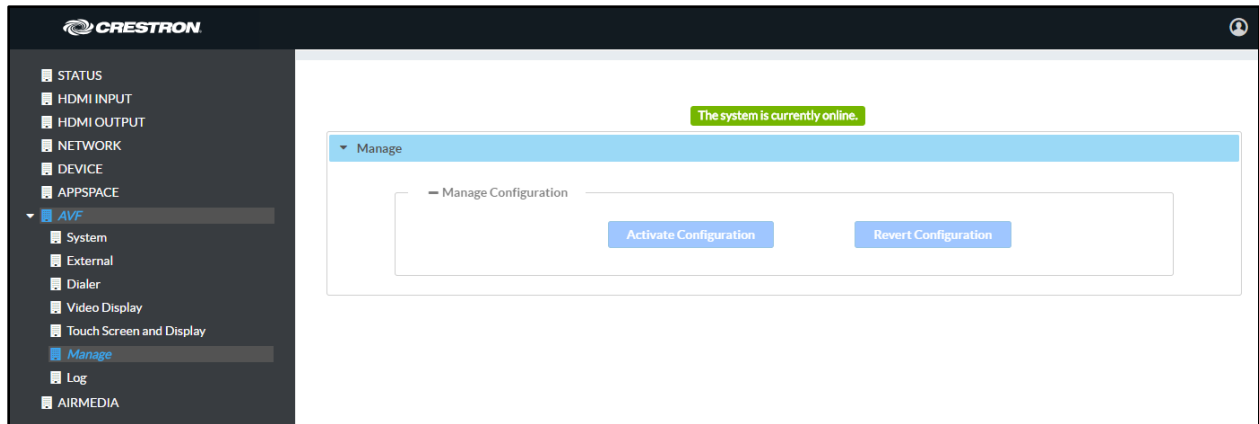 CRESTRON
STATUS
HDMI INPUT
HDMI OUTPUT
NETWORK
DEVICE
APPSPACE
AVF
System
External
Dialer
Video Display
Touch Screen and Display
Manage
Log
AIRMEDIA
The system is currently online.
Manage
Manage Configuration
Activate Configuration
Revert Configuration